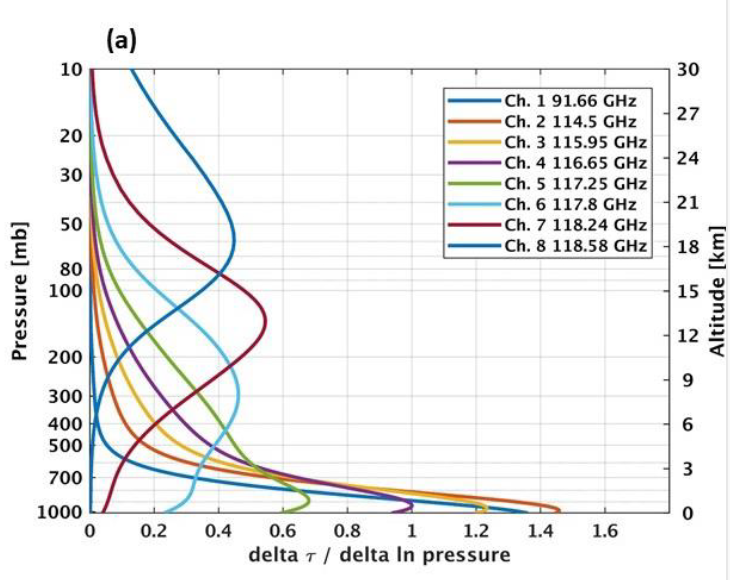 (a)
10
20
30
50
80
100
200
300
400
500
700
1000
Pressure [mb]
30
27
24
21
18
15
12
9
6
3
0
Altitude [km]
Ch. 1 91.66 GHz
Ch. 2 114.5 GHz
Ch. 3 115.95 GHz
Ch. 4 116.65 GHz
Ch. 5 117.25 GHz
Ch. 6 117.8 GHz
Ch. 7 118.24 GHz
Ch. 8 118.58 GHz
0 0.2 0.4 0.6 0.8 1 1.2 1.4 1.6
delta τ / delta ln pressure